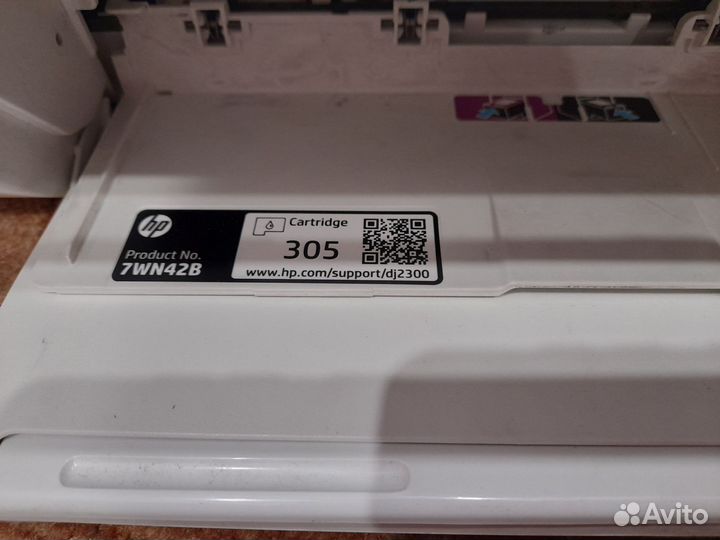 hp
Product No.
7WN42B
Cartridge
305
www.hp.com/support/dj2300
Avito